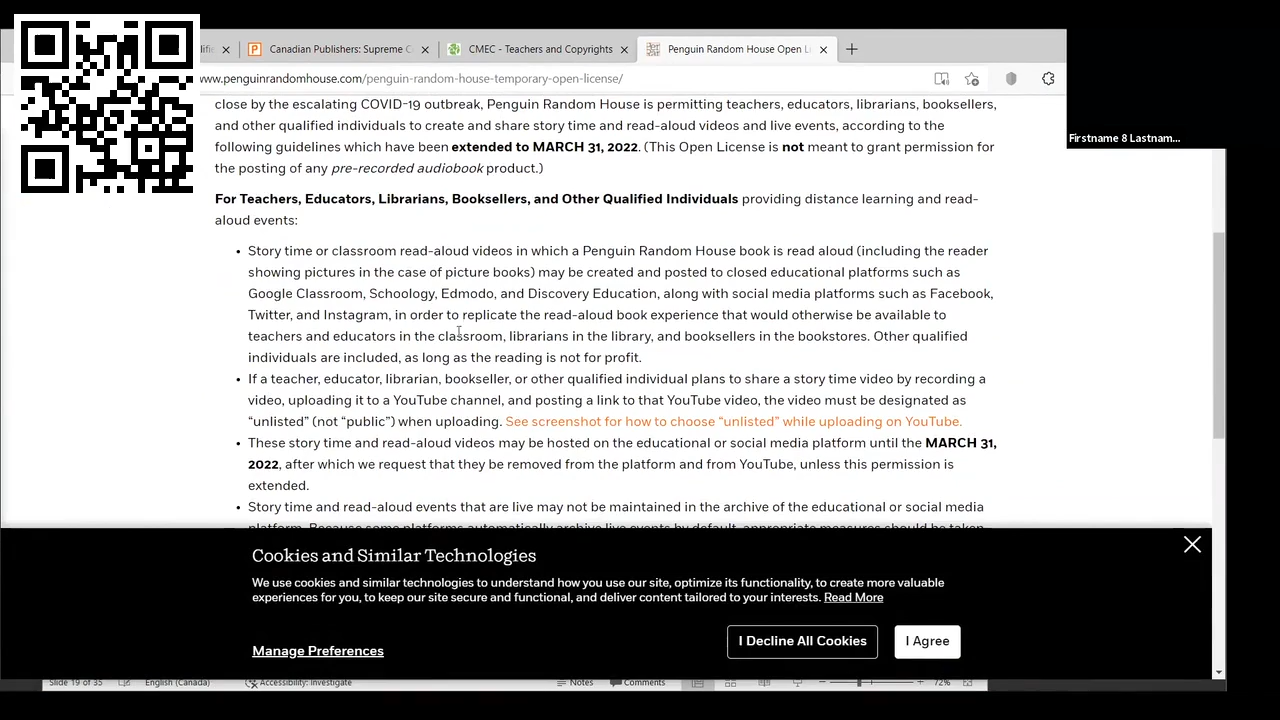 lifie
Canadian Publishers: Supreme C
CMEC - Teachers and Copyrights
Penguin Random House Open Li
www.penguinrandomhouse.com/penguin-random-house-temporary-open-license/
Firstname 8 Lastnam...
close by the escalating COVID-19 outbreak, Penguin Random House is permitting teachers, educators, librarians, booksellers,
and other qualified individuals to create and share story time and read-aloud videos and live events, according to the
following guidelines which have been extended to MARCH 31, 2022. (This Open License is not meant to grant permission for
the posting of any pre-recorded audiobook product.)
For Teachers, Educators, Librarians, Booksellers, and Other Qualified Individuals providing distance learning and read-
aloud events:
• Story time or classroom read-aloud videos in which a Penguin Random House book is read aloud (including the reader
showing pictures in the case of picture books) may be created and posted to closed educational platforms such as
Google Classroom, Schoology, Edmodo, and Discovery Education, along with social media platforms such as Facebook,
Twitter, and Instagram, in order to replicate the read-aloud book experience that would otherwise be available to
teachers and educators in the classroom, librarians in the library, and booksellers in the bookstores. Other qualified
individuals are included, as long as the reading is not for profit.
• If a teacher, educator, librarian, bookseller, or other qualified individual plans to share a story time video by recording a
video, uploading it to a YouTube channel, and posting a link to that YouTube video, the video must be designated as
“unlisted” (not “public”) when uploading. See screenshot for how to choose “unlisted” while uploading on YouTube.
• These story time and read-aloud videos may be hosted on the educational or social media platform until the MARCH 31,
2022, after which we request that they be removed from the platform and from YouTube, unless this permission is
extended.
• Story time and read-aloud events that are live may not be maintained in the archive of the educational or social media
platform. Because some platforms automatically archive live events by default, appropriate measures should be taken
Cookies and Similar Technologies
We use cookies and similar technologies to understand how you use our site, optimize its functionality, to create more valuable
experiences for you, to keep our site secure and functional, and deliver content tailored to your interests. Read More
Manage Preferences
I Decline All Cookies
I Agree
Slide 19 of 35
English (Canada)
Accessibility: Investigate
Notes
Comments
72%